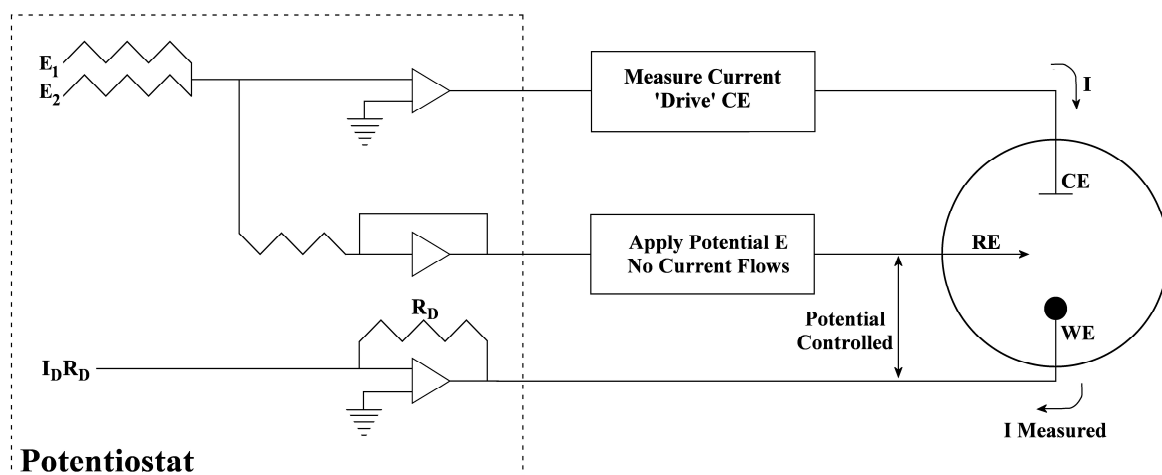 E1
E2
Measure Current
'Drive' CE
I
CE
Apply Potential E
No Current Flows
RE
RD
Potential
Controlled
WE
IDRD
I Measured
Potentiostat